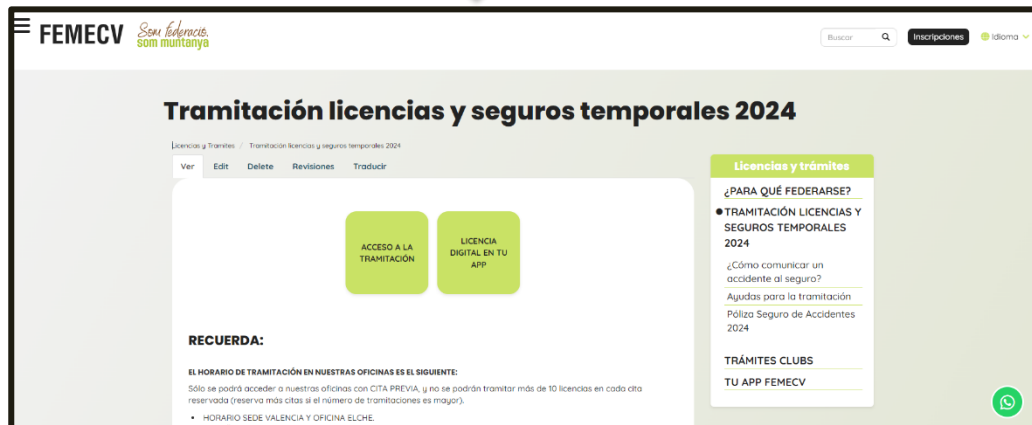 FEMECV
Som federació,
som muntanya
Buscar
Inscripciones
Idioma
Tramitación licencias y seguros temporales 2024
Licencias y Tramites / Tramitación licencias y seguros temporales 2024
Ver Edit Delete Revisiones Traducir
ACCESO A LA
TRAMITACIÓN
LICENCIA
DIGITAL EN TU
APP
RECUERDA:
EL HORARIO DE TRAMITACIÓN EN NUESTRAS OFICINAS ES EL SIGUIENTE:
Sólo se podrá acceder a nuestras oficinas con CITA PREVIA, y no se podrán tramitar más de 10 licencias en cada cita
reservada (reserva más citas si el número de tramitaciones es mayor).
• HORARIO SEDE VALENCIA Y OFICINA ELCHE.
Licencias y trámites
¿PARA QUÉ FEDERARSE?
TRAMITACIÓN LICENCIAS Y
SEGUROS TEMPORALES
2024
¿Cómo comunicar un
accidente al seguro?
Ayudas para la tramitación
Póliza Seguro de Accidentes
2024
TRÁMITES CLUBS
TU APP FEMECV